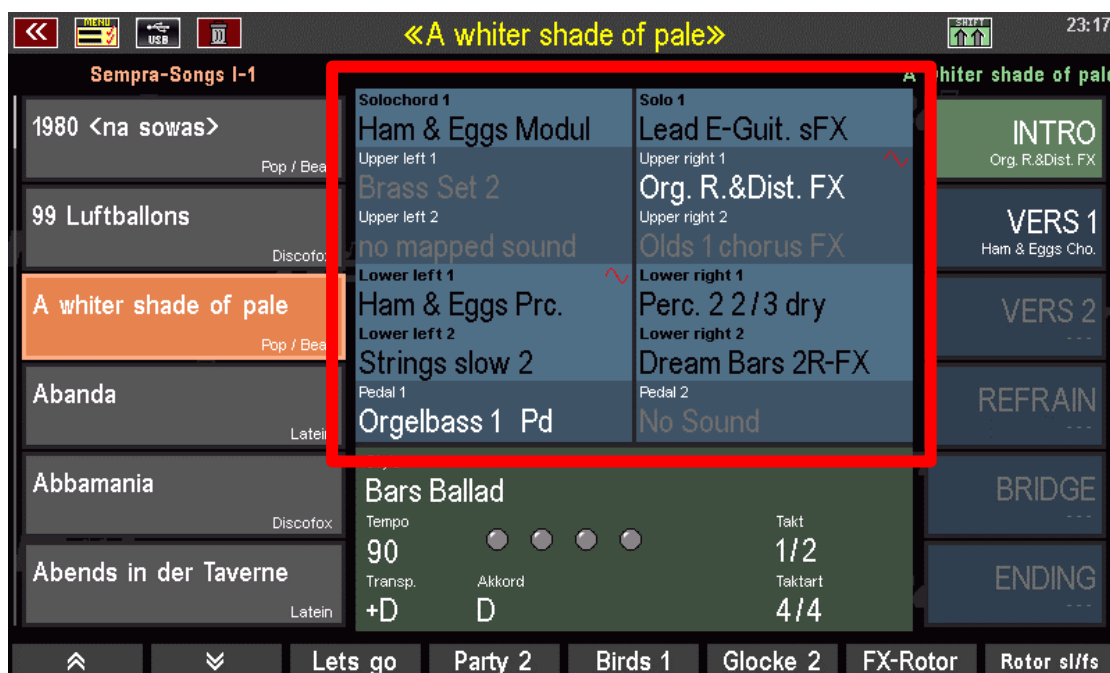 MENU
USB
«A whiter shade of pale»
SHIFT
23:17
Sempra-Songs I-1
A whiter shade of pale
1980 <na sowas>
Pop / Beat
99 Luftballons
Discofox
A whiter shade of pale
Pop / Beat
Abanda
Latein
Abbamania
Discofox
Abends in der Taverne
Latein
Solochord 1
Ham & Eggs Modul
Solo 1
Lead E-Guit. sFX
Upper left 1
Brass Set 2
Upper right 1
Org. R.&Dist. FX
Upper left 2
no mapped sound
Upper right 2
Olds 1 chorus FX
Lower left 1
Ham & Eggs Prc.
Lower right 1
Perc. 2 2/3 dry
Lower left 2
Strings slow 2
Lower right 2
Dream Bars 2R-FX
Pedal 1
Orgelbass 1 Pd
Pedal 2
No Sound
Bars Ballad
Tempo
90
Takt
1/2
Transp.
+D
Akkord
D
Taktart
4/4
INTRO
Org. R.&Dist. FX
VERS 1
Ham & Eggs Cho.
VERS 2
---
REFRAIN
---
BRIDGE
---
ENDING
---
Lets go
Party 2
Birds 1
Glocke 2
FX-Rotor
Rotor sl/fs